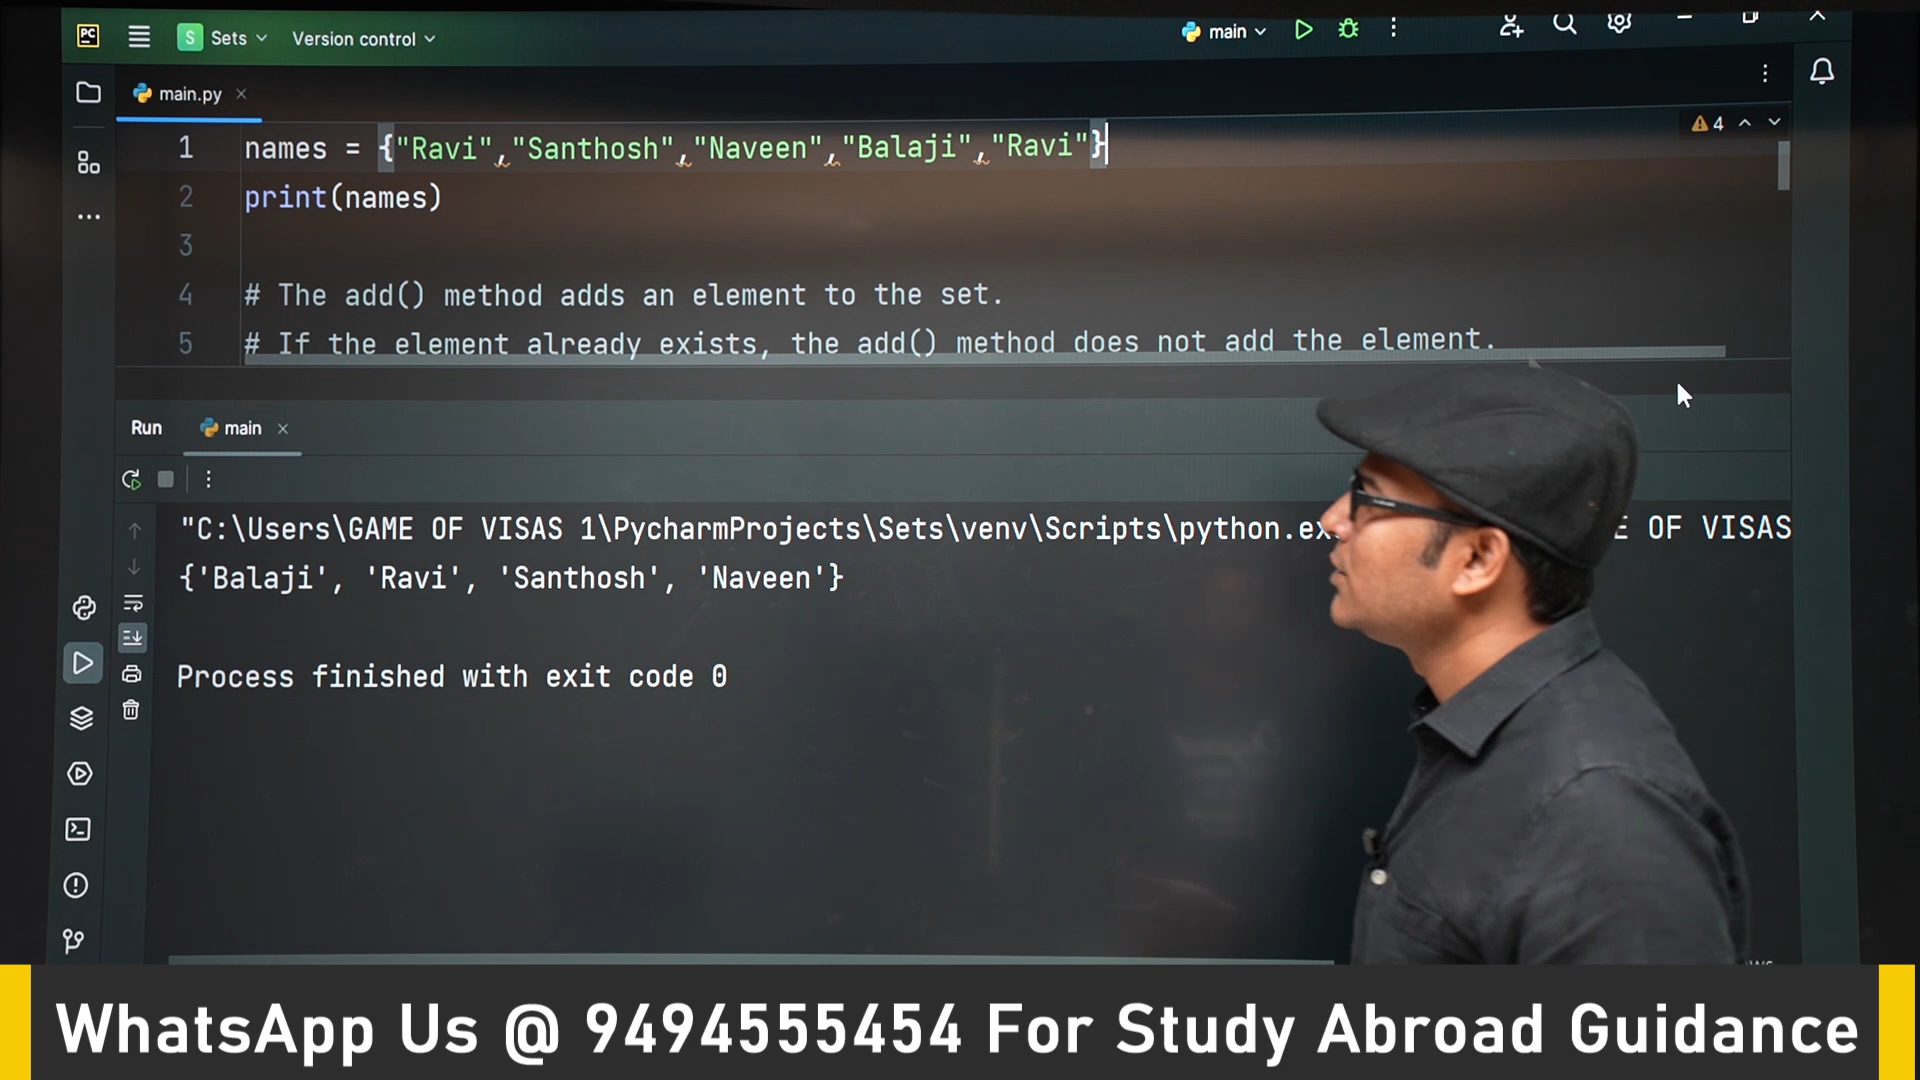 PC
S Sets
Version control
main
main.py
4
1 names = {"Ravi","Santhosh","Naveen","Balaji","Ravi"}
2 print(names)
3
4 # The add() method adds an element to the set.
5 # If the element already exists, the add() method does not add the element.
Run
main
"C:\Users\GAME OF VISAS 1\PycharmProjects\Sets\venv\Scripts\python.ex E OF VISAS
{'Balaji', 'Ravi', 'Santhosh', 'Naveen'}
Process finished with exit code 0
WhatsApp Us @ 9494555454 For Study Abroad Guidance